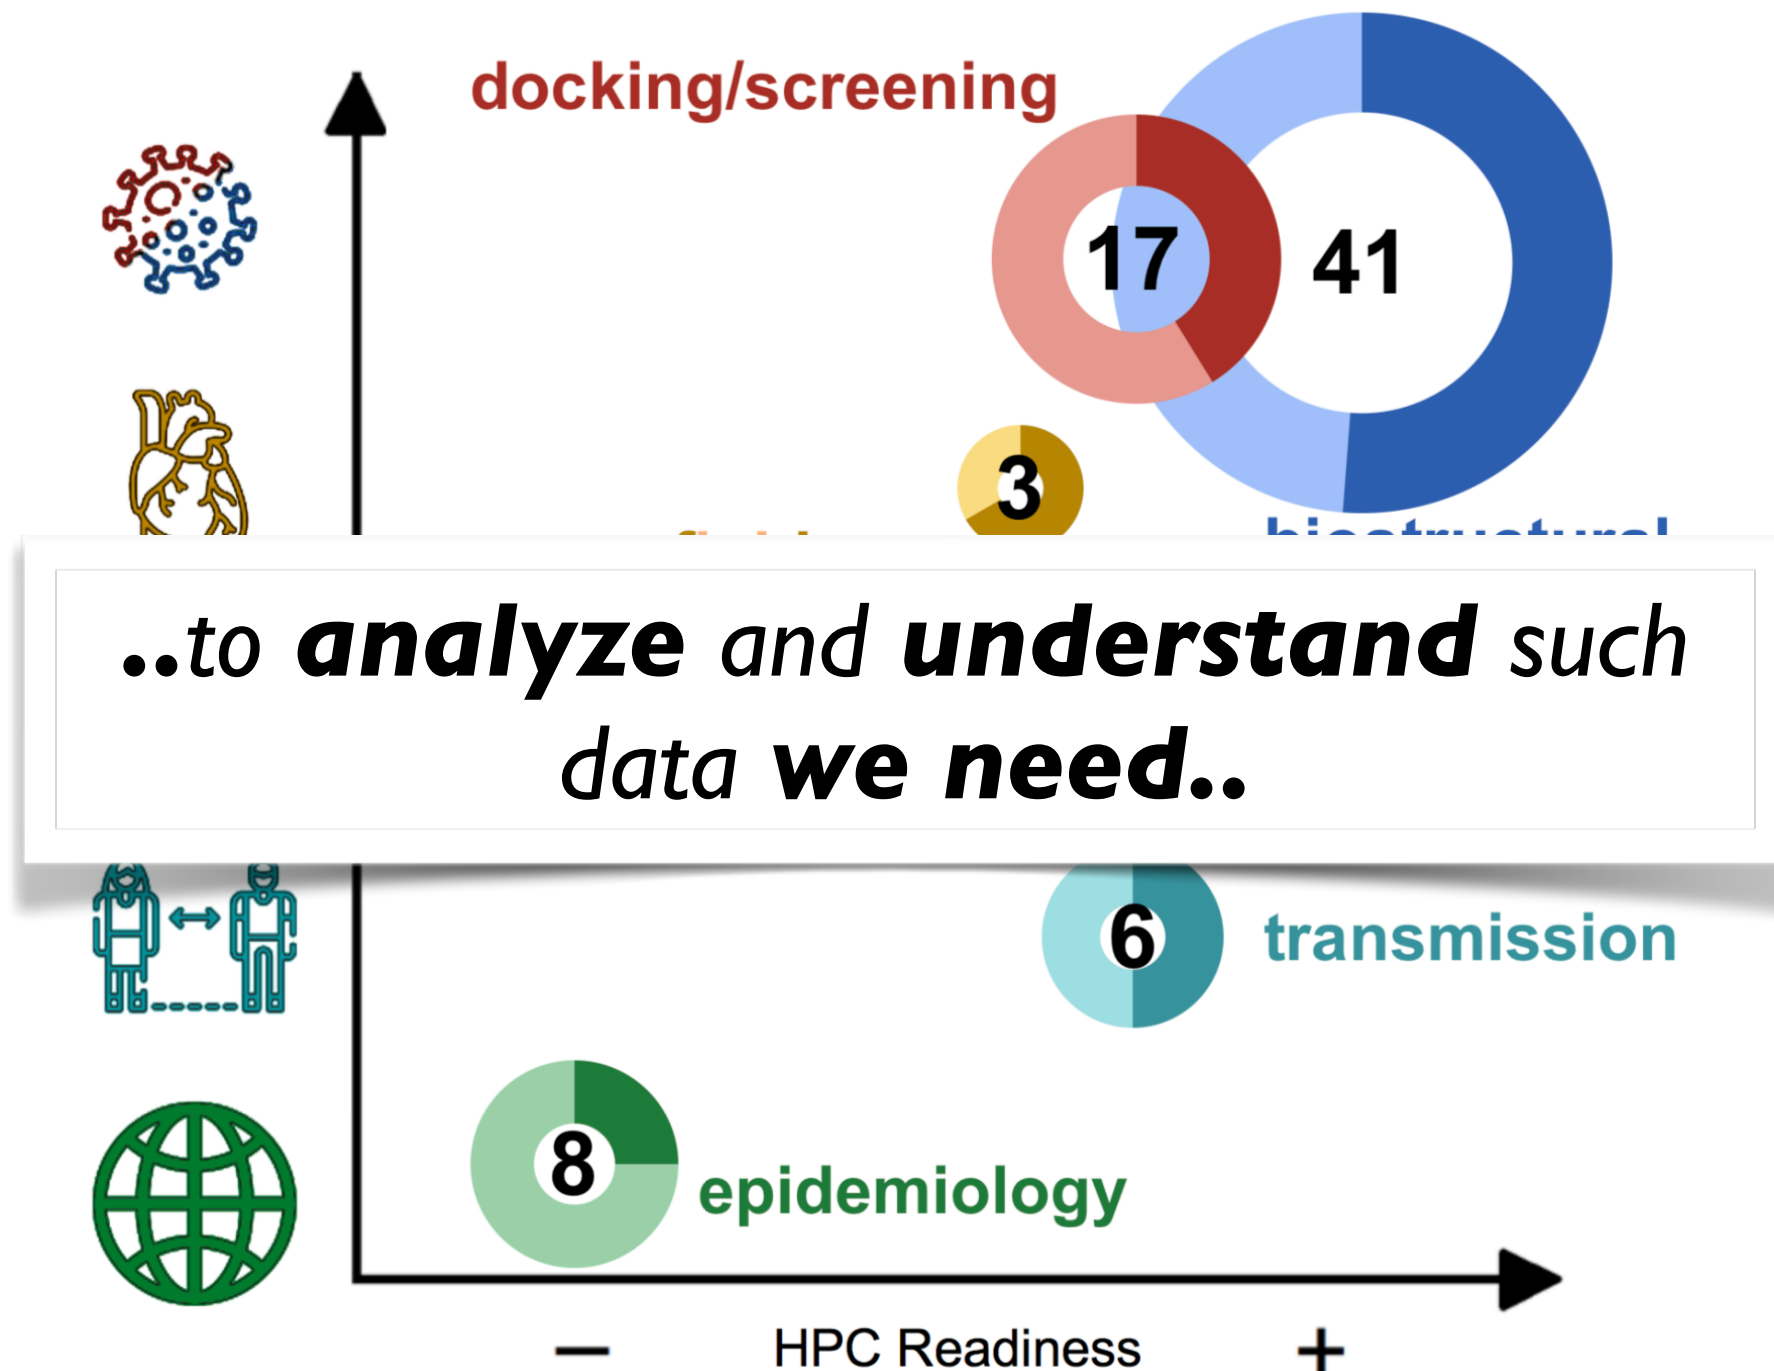 docking/screening
17
41
3
biostructural
..to analyze and understand such
data we need..
6
transmission
8
epidemiology
– HPC Readiness +